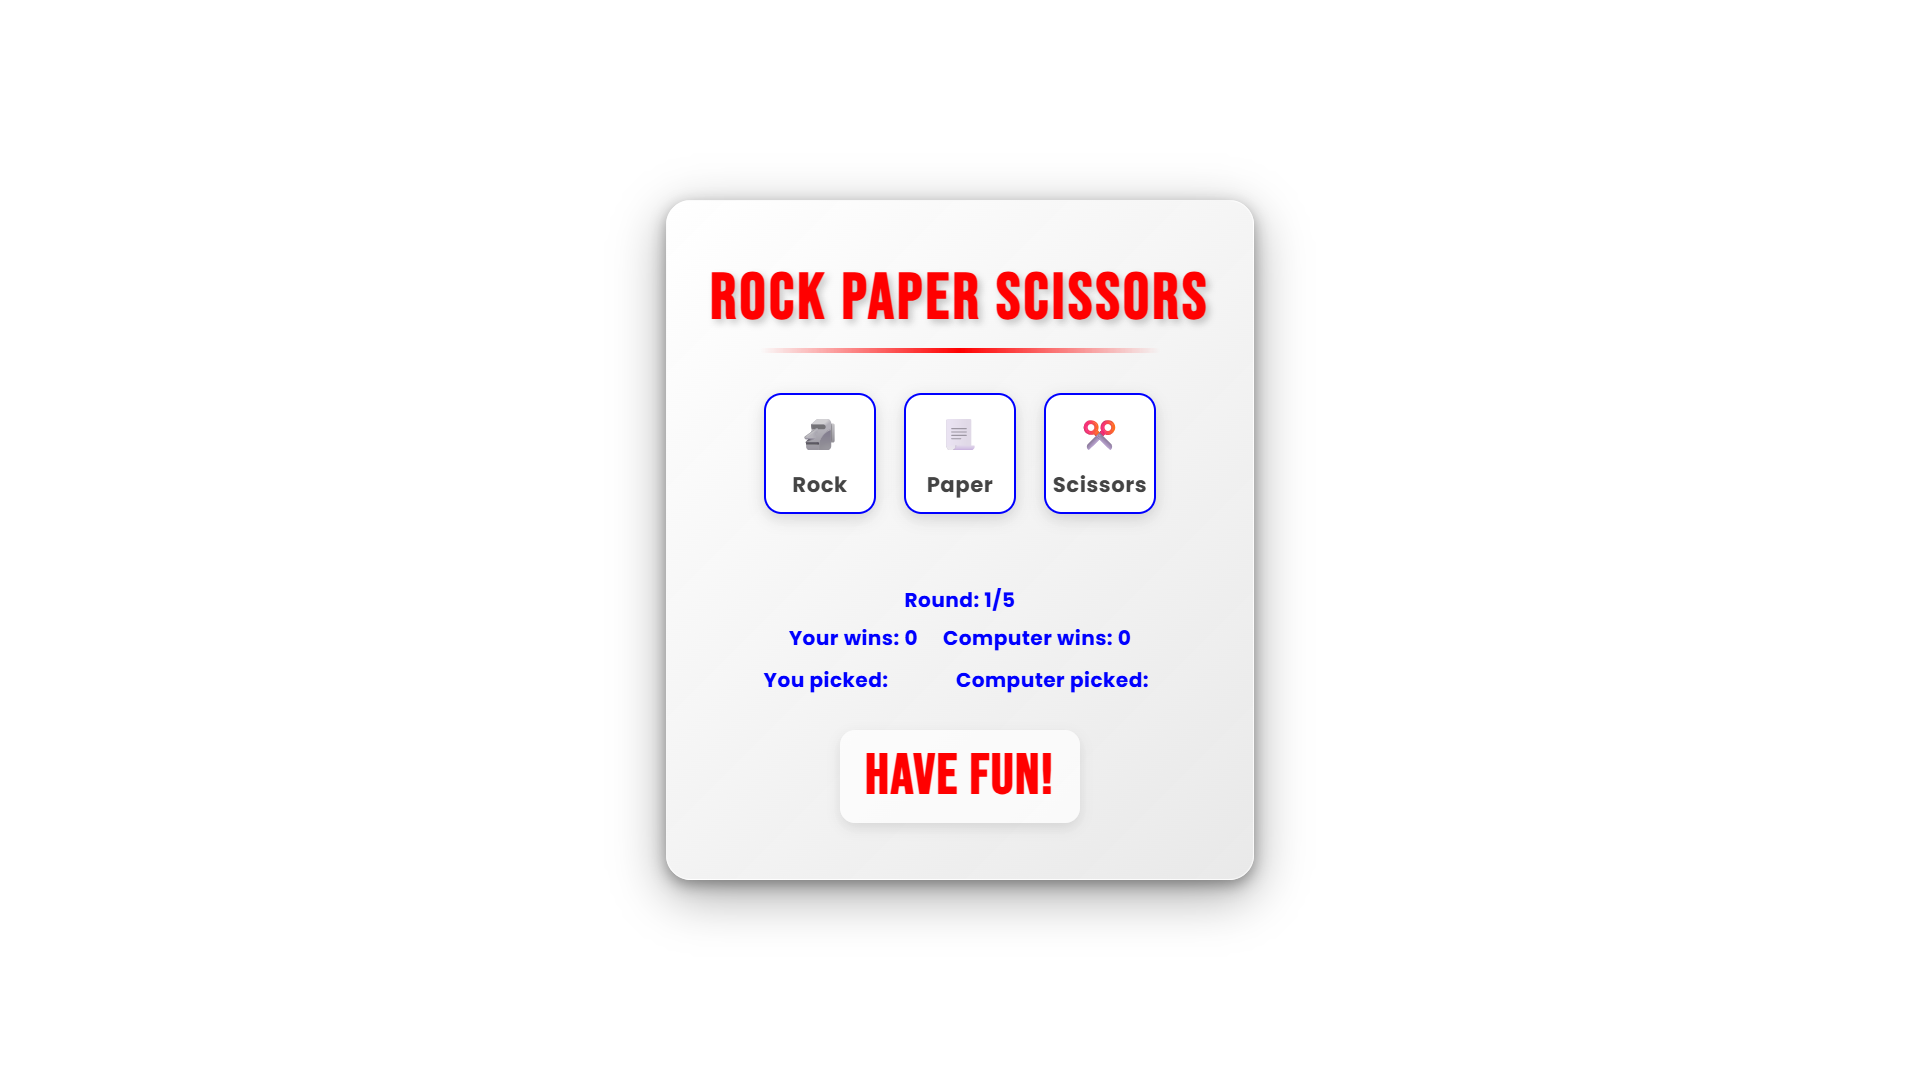 ROCK PAPER SCISSORS
Rock
Paper
Scissors
Round: 1/5
Your wins: 0 Computer wins: 0
You picked: Computer picked:
HAVE FUN!